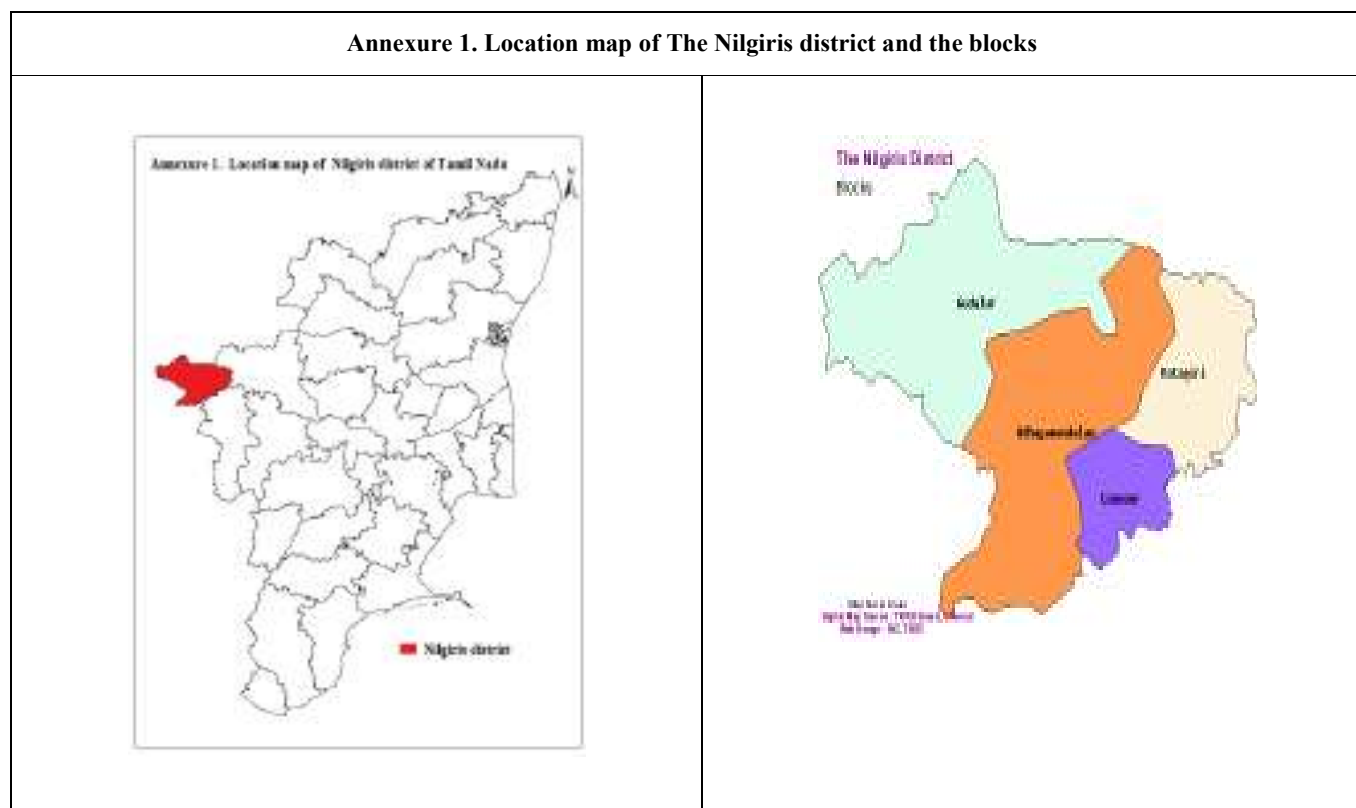 Annexure 1. Location map of The Nilgiris district and the blocks
Annexure 1. Location map of Nilgiris district of Tamil Nadu
N
Nilgiris district
The Nilgiris District
Blocks
Gudalur
Kotagiri
Coonoor